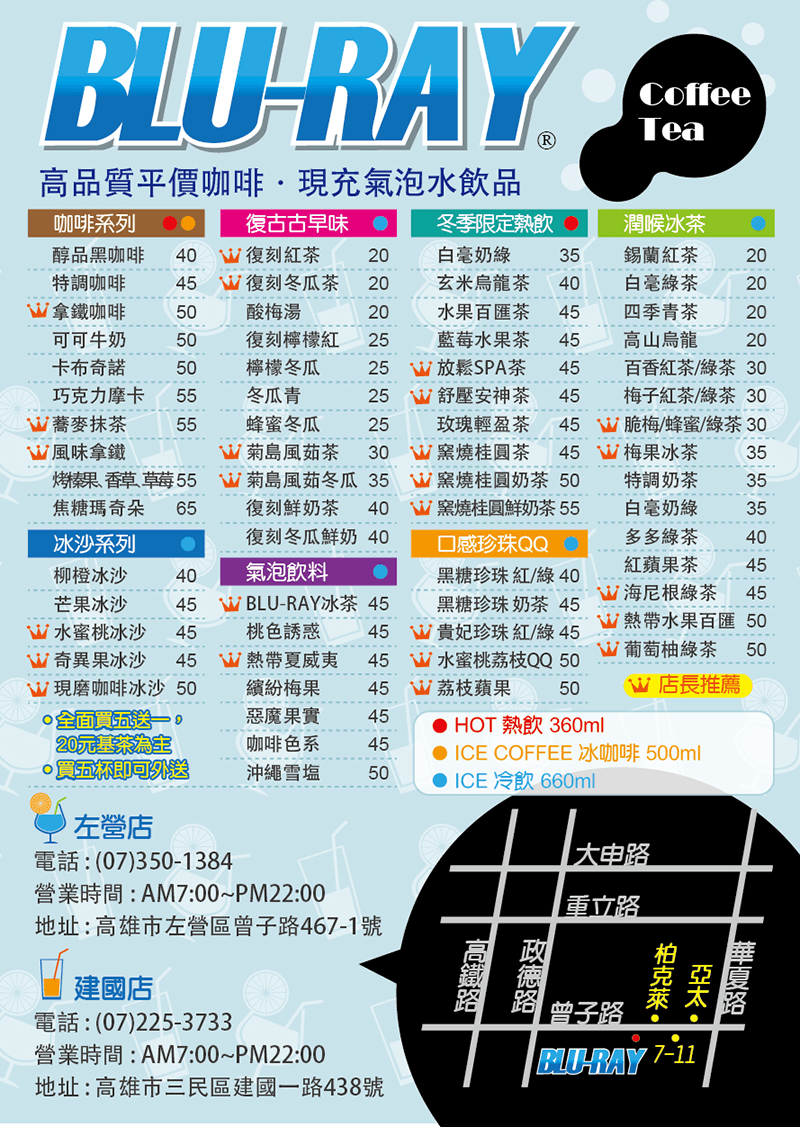 BLU-RAY®
Coffee
Tea
高品質平價咖啡・現充氣泡水飲品
咖啡系列
醇品黑咖啡 40
特調咖啡 45
拿鐵咖啡 50
可可牛奶 50
卡布奇諾 50
巧克力摩卡 55
蕎麥抹茶 55
風味拿鐵
烤榛果、香草、草莓 55
焦糖瑪奇朵 65
冰沙系列
柳橙冰沙 40
芒果冰沙 45
水蜜桃冰沙 45
奇異果冰沙 45
現磨咖啡冰沙 50
•全面買五送一，
20元基茶為主
•買五杯即可外送
復古古早味
復刻紅茶 20
復刻冬瓜茶 20
酸梅湯 20
復刻檸檬紅 25
檸檬冬瓜 25
冬瓜青 25
蜂蜜冬瓜 25
菊島風茹茶 30
菊島風茹冬瓜 35
復刻鮮奶茶 40
復刻冬瓜鮮奶 40
氣泡飲料
BLU-RAY冰茶 45
桃色誘惑 45
熱帶夏威夷 45
繽紛梅果 45
惡魔果實 45
咖啡色系 45
沖繩雪塩 50
冬季限定熱飲
白毫奶綠 35
玄米烏龍茶 40
水果百匯茶 45
藍莓水果茶 45
放鬆SPA茶 45
舒壓安神茶 45
玫瑰輕盈茶 45
窯燒桂圓茶 45
窯燒桂圓奶茶 50
窯燒桂圓鮮奶茶 55
口感珍珠QQ
黑糖珍珠 紅/綠 40
黑糖珍珠 奶茶 45
貴妃珍珠 紅/綠 45
水蜜桃荔枝QQ 50
荔枝蘋果 50
潤喉冰茶
錫蘭紅茶 20
白毫綠茶 20
四季青茶 20
高山烏龍 20
百香紅茶/綠茶 30
梅子紅茶/綠茶 30
脆梅/蜂蜜/綠茶 30
梅果冰茶 35
特調奶茶 35
白毫奶綠 35
多多綠茶 40
紅蘋果茶 45
海尼根綠茶 45
熱帶水果百匯 50
葡萄柚綠茶 50
店長推薦
HOT 熱飲 360ml
ICE COFFEE 冰咖啡 500ml
ICE 冷飲 660ml
左營店
電話：(07)350-1384
營業時間：AM7:00~PM22:00
地址：高雄市左營區曾子路467-1號
建國店
電話：(07)225-3733
營業時間：AM7:00~PM22:00
地址：高雄市三民區建國一路438號
大中路
重立路
高鐵路
政德路
柏克萊
亞太
華夏路
曾子路
BLU-RAY
7-11